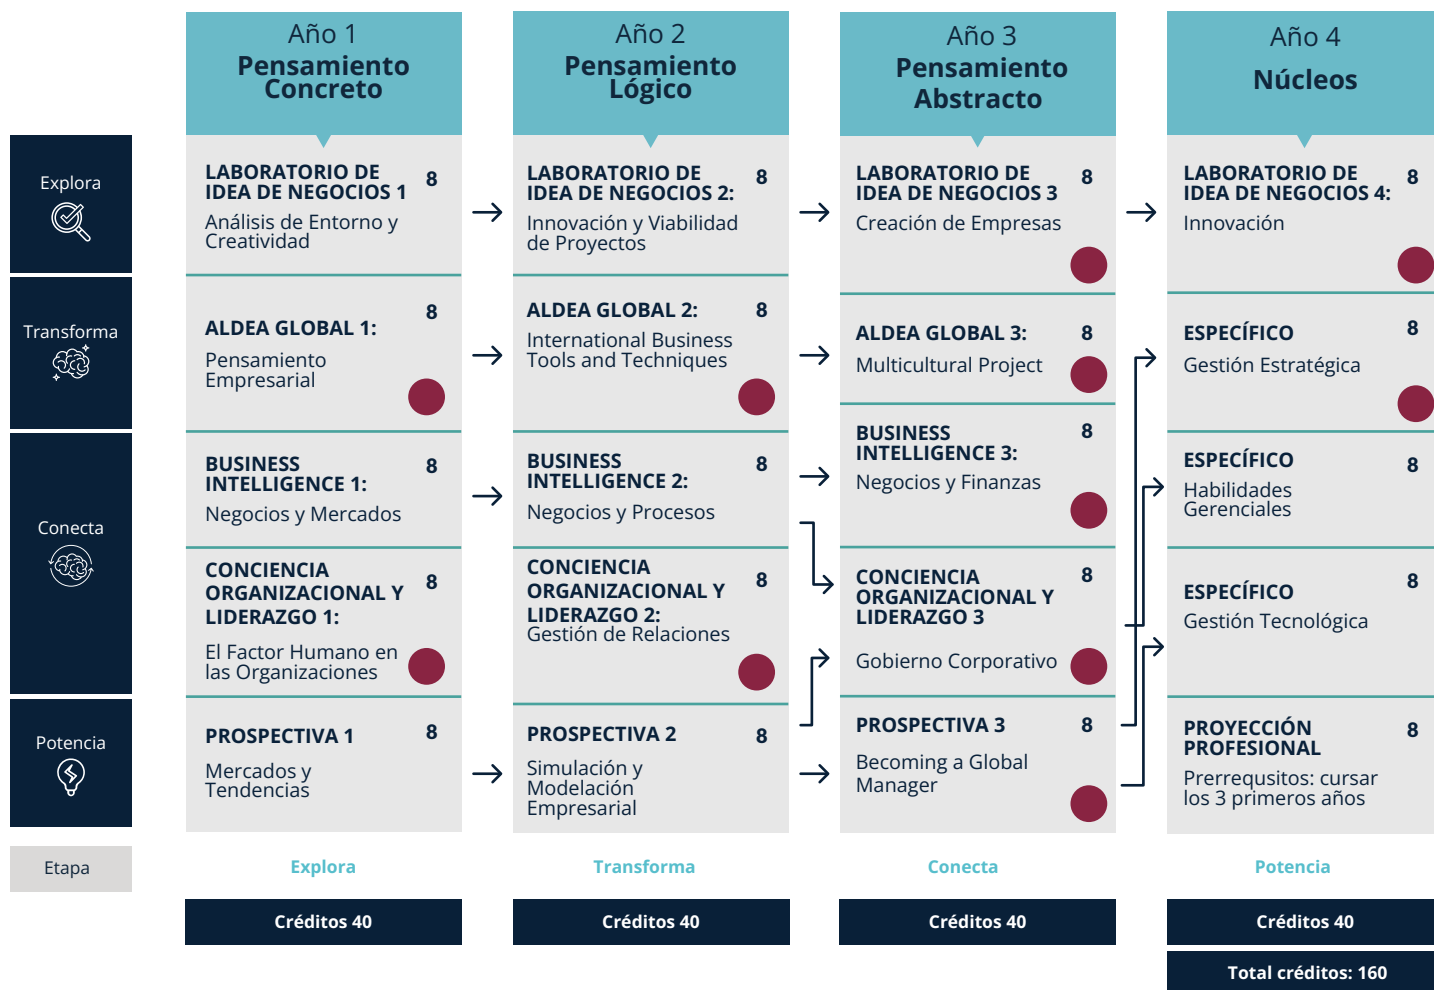 Año 1
Pensamiento
Concreto
Año 2
Pensamiento
Lógico
Año 3
Pensamiento
Abstracto
Año 4
Núcleos
Explora
LABORATORIO DE
IDEA DE NEGOCIOS 1
8
Análisis de Entorno y
Creatividad
LABORATORIO DE
IDEA DE NEGOCIOS 2:
8
Innovación y Viabilidad
de Proyectos
LABORATORIO DE
IDEA DE NEGOCIOS 3
8
Creación de Empresas
LABORATORIO DE
IDEA DE NEGOCIOS 4:
8
Innovación
Transforma
ALDEA GLOBAL 1:
8
Pensamiento
Empresarial
ALDEA GLOBAL 2:
8
International Business
Tools and Techniques
ALDEA GLOBAL 3:
8
Multicultural Project
ESPECÍFICO
8
Gestión Estratégica
Conecta
BUSINESS
INTELLIGENCE 1:
8
Negocios y Mercados
BUSINESS
INTELLIGENCE 2:
8
Negocios y Procesos
BUSINESS
INTELLIGENCE 3:
8
Negocios y Finanzas
ESPECÍFICO
8
Habilidades
Gerenciales
CONCIENCIA
ORGANIZACIONAL Y
LIDERAZGO 1:
8
El Factor Humano en
las Organizaciones
CONCIENCIA
ORGANIZACIONAL Y
LIDERAZGO 2:
8
Gestión de Relaciones
CONCIENCIA
ORGANIZACIONAL Y
LIDERAZGO 3
8
Gobierno Corporativo
ESPECÍFICO
8
Gestión Tecnológica
Potencia
PROSPECTIVA 1
8
Mercados y
Tendencias
PROSPECTIVA 2
8
Simulación y
Modelación
Empresarial
PROSPECTIVA 3
8
Becoming a Global
Manager
PROYECCIÓN
PROFESIONAL
8
Prerrequsitos: cursar
los 3 primeros años
Etapa
Explora
Transforma
Conecta
Potencia
Créditos 40
Créditos 40
Créditos 40
Créditos 40
Total créditos: 160